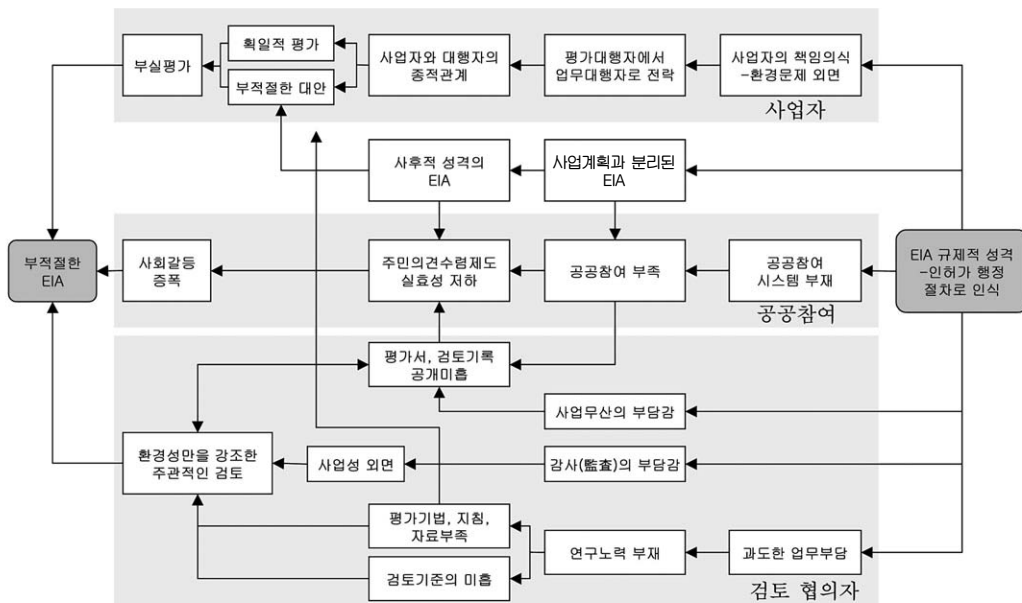 획일적 평가
부실평가
부적절한 대안
사업자와 대행자의
종적관계
평가대행자에서
업무대행자로 전락
사업자의 책임의식
-환경문제 외면
사업자
사후적 성격의
EIA
사업계획과 분리된
EIA
부적절한
EIA
사회갈등
증폭
주민의견수렴제도
실효성 저하
공공참여 부족
공공참여
시스템 부재
EIA 규제적 성격
-인허가 행정
절차로 인식
공공참여
평가서, 검토기록
공개미흡
사업무산의 부담감
환경성만을 강조한
주관적인 검토
사업성 외면
감사(監査)의 부담감
평가기법, 지침,
자료부족
연구노력 부재
과도한 업무부담
검토기준의 미흡
검토 협의자